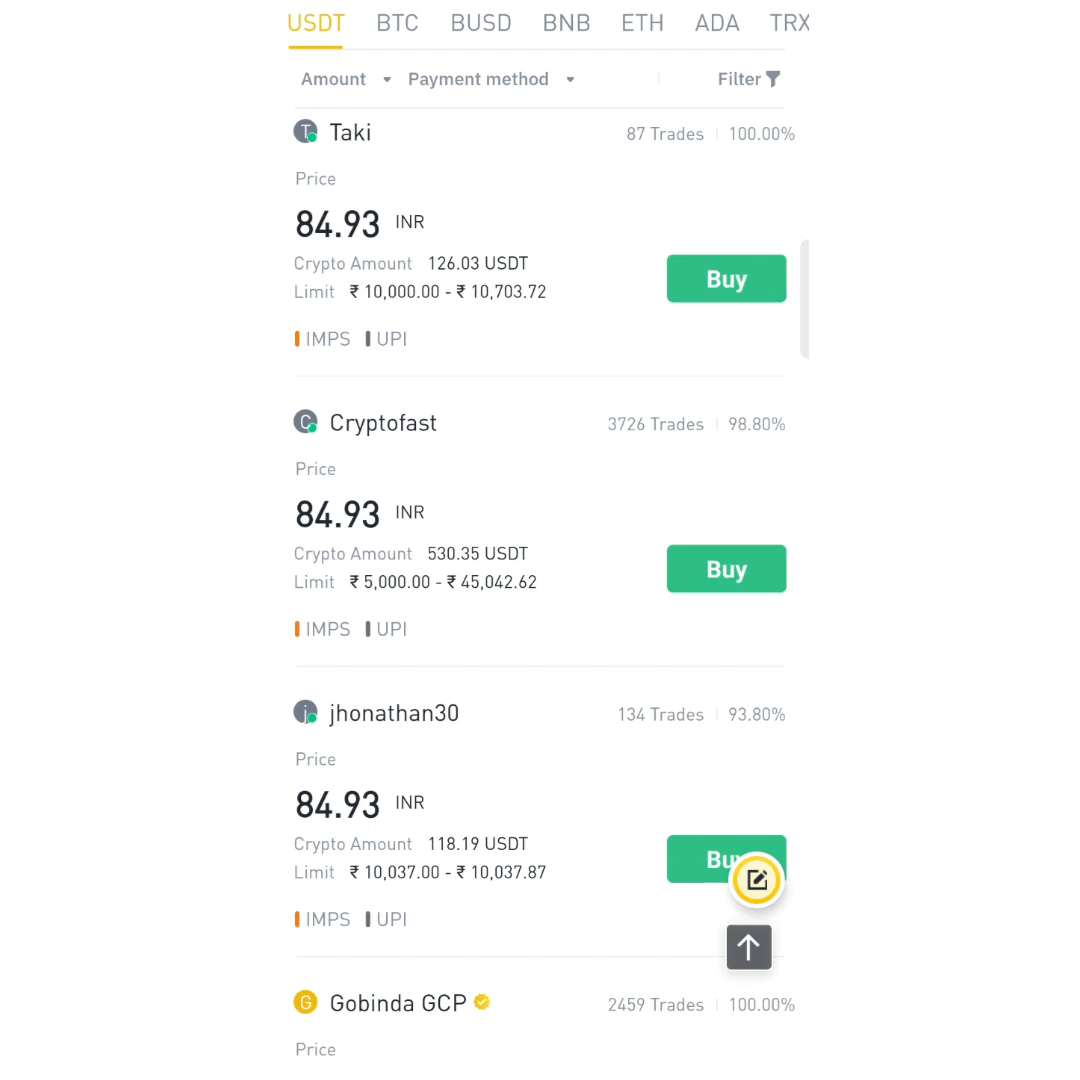 USDT BTC BUSD BNB ETH ADA TRX
Amount Payment method Filter
T Taki 87 Trades 100.00%
Price
84.93 INR
Crypto Amount 126.03 USDT
Buy
Limit ₹ 10,000.00 - ₹ 10,703.72
IMPS UPI
C Cryptofast 3726 Trades 98.80%
Price
84.93 INR
Crypto Amount 530.35 USDT
Buy
Limit ₹ 5,000.00 - ₹ 45,042.62
IMPS UPI
j jhonathan30 134 Trades 93.80%
Price
84.93 INR
Crypto Amount 118.19 USDT
Buy
Limit ₹ 10,037.00 - ₹ 10,037.87
IMPS UPI
G Gobinda GCP 2459 Trades 100.00%
Price